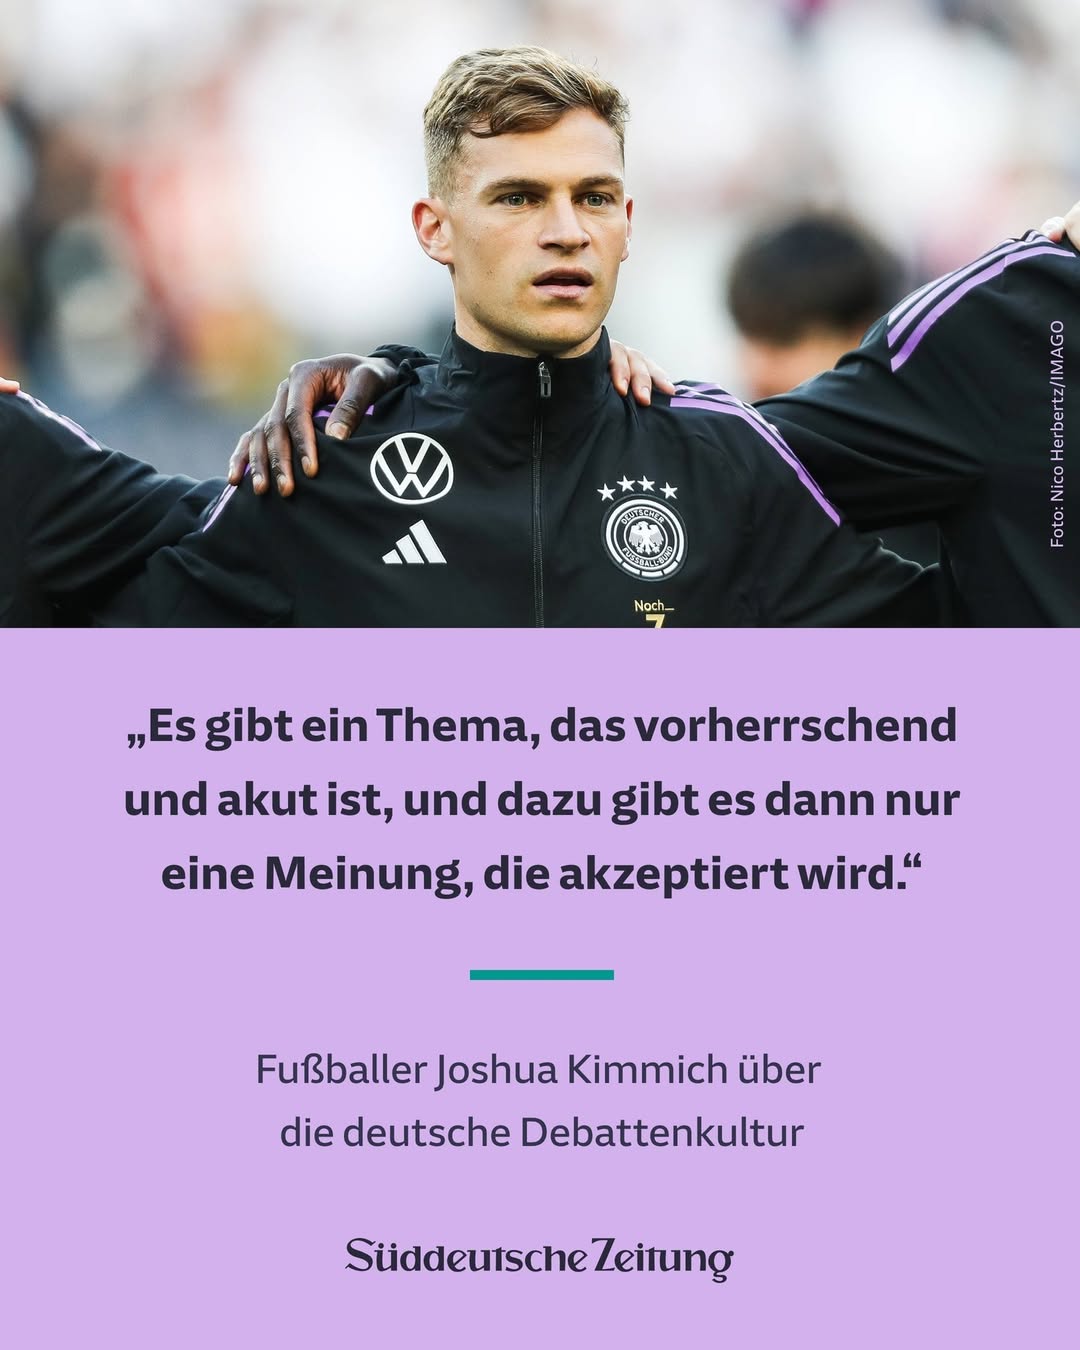 DEUTSCHER
FUSSBALL-BUND
Noch_
Foto: Nico Herbertz/IMAGO
„Es gibt ein Thema, das vorherrschend
und akut ist, und dazu gibt es dann nur
eine Meinung, die akzeptiert wird.“
Fußballer Joshua Kimmich über
die deutsche Debattenkultur
Süddeutsche Zeitung